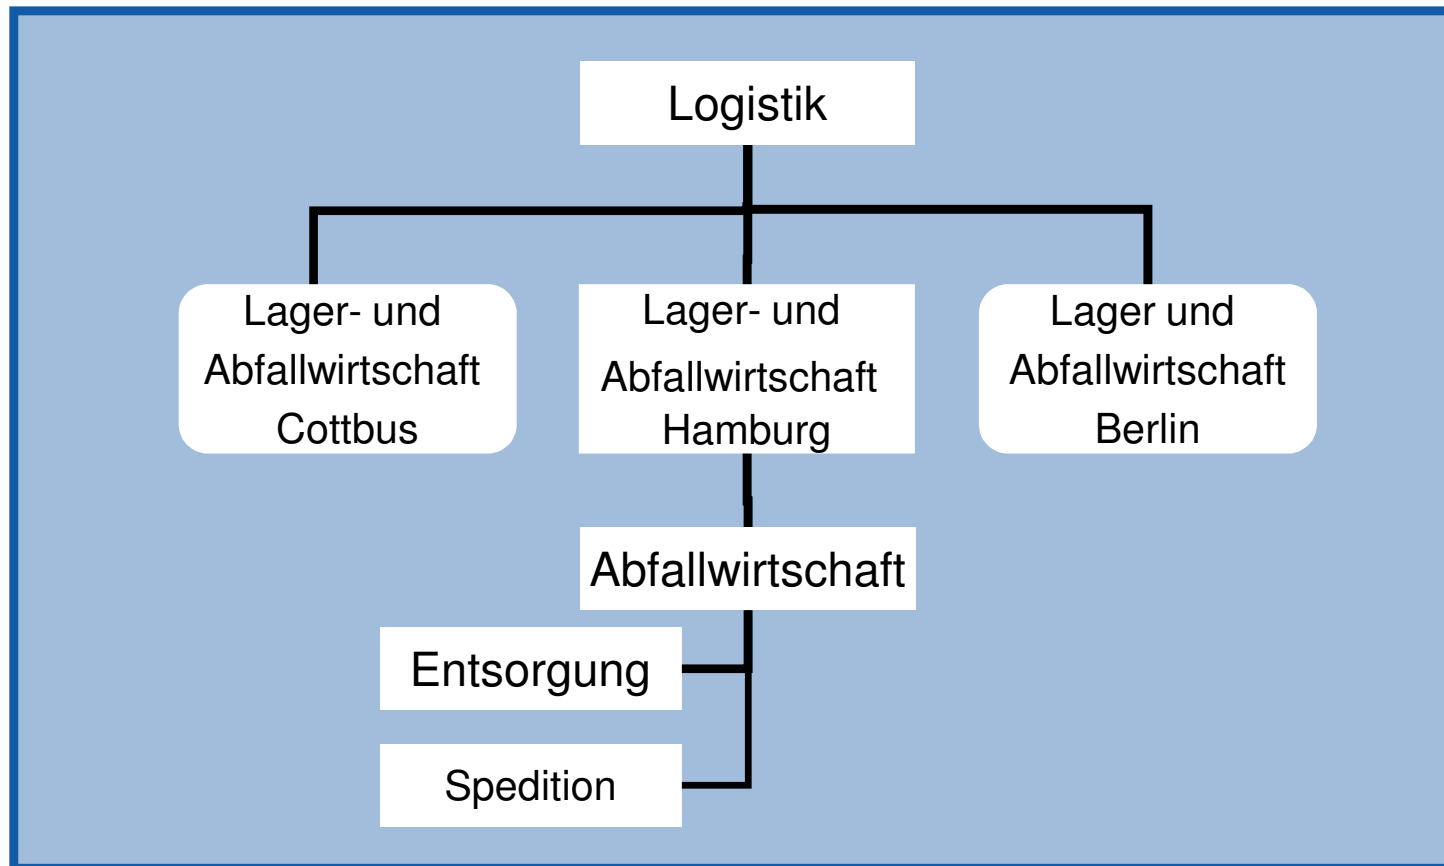 Logistik
Lager- und
Abfallwirtschaft
Cottbus
Lager- und
Abfallwirtschaft
Hamburg
Lager und
Abfallwirtschaft
Berlin
Abfallwirtschaft
Entsorgung
Spedition